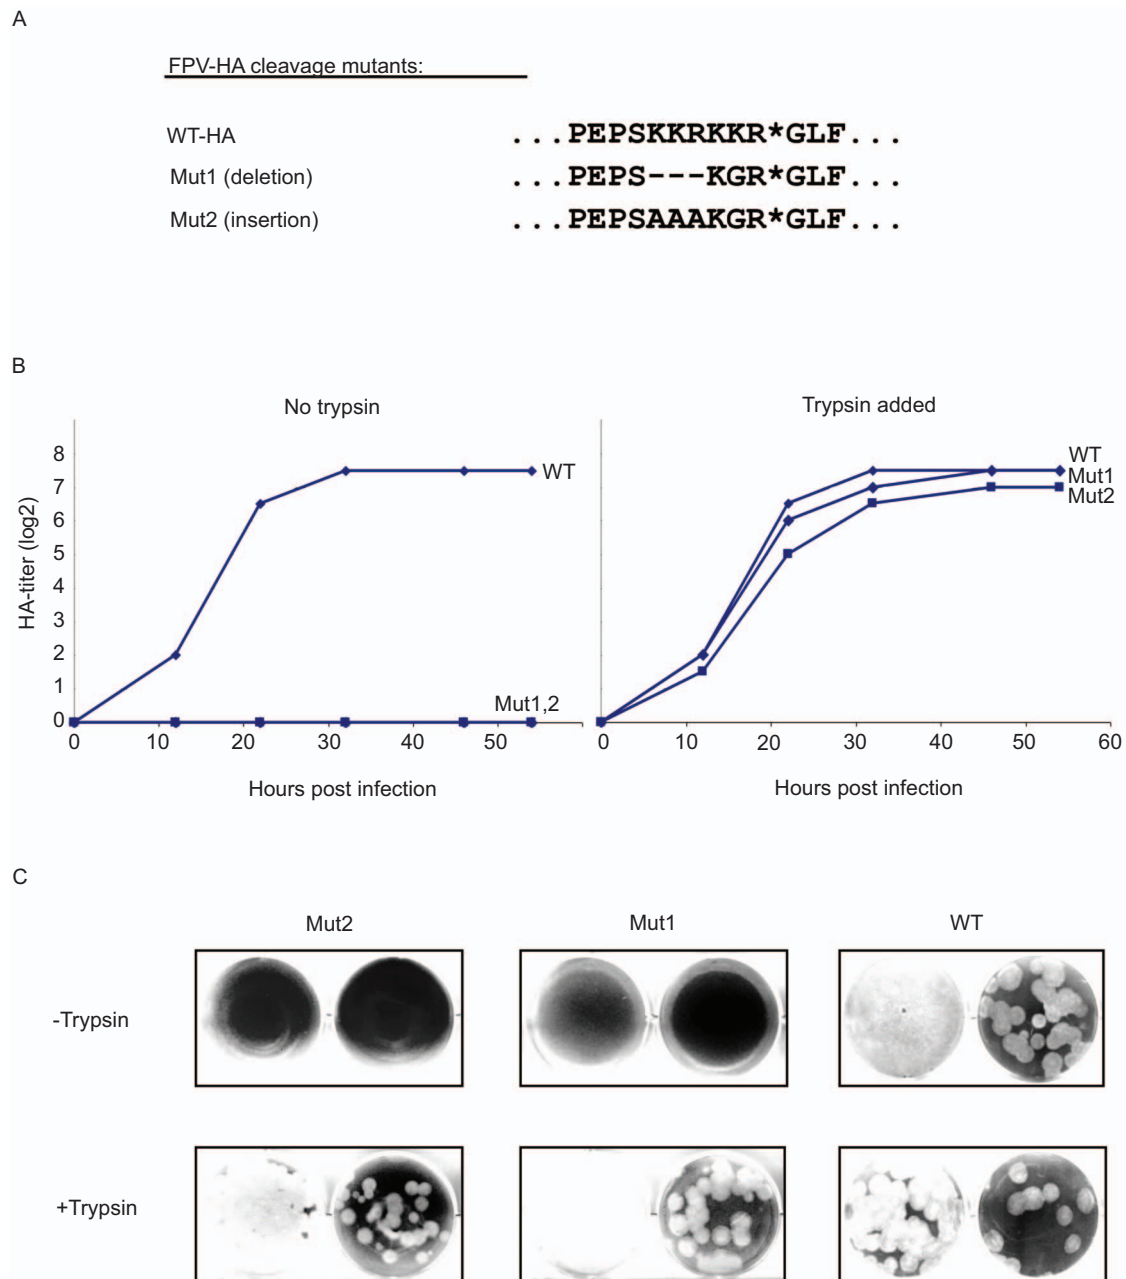 A
FPV-HA cleavage mutants:
WT-HA ...PEPSKKRKKR*GLF...
Mut1 (deletion) ...PEPS---KGR*GLF...
Mut2 (insertion) ...PEPSAAAKGR*GLF...
B
No trypsin
Trypsin added
HA-titer (log2)
8
7
6
5
4
3
2
1
0
WT
Mut1,2
0 10 20 30 40 50
Hours post infection
WT
Mut1
Mut2
0 10 20 30 40 50 60
Hours post infection
C
Mut2 Mut1 WT
-Trypsin
+Trypsin